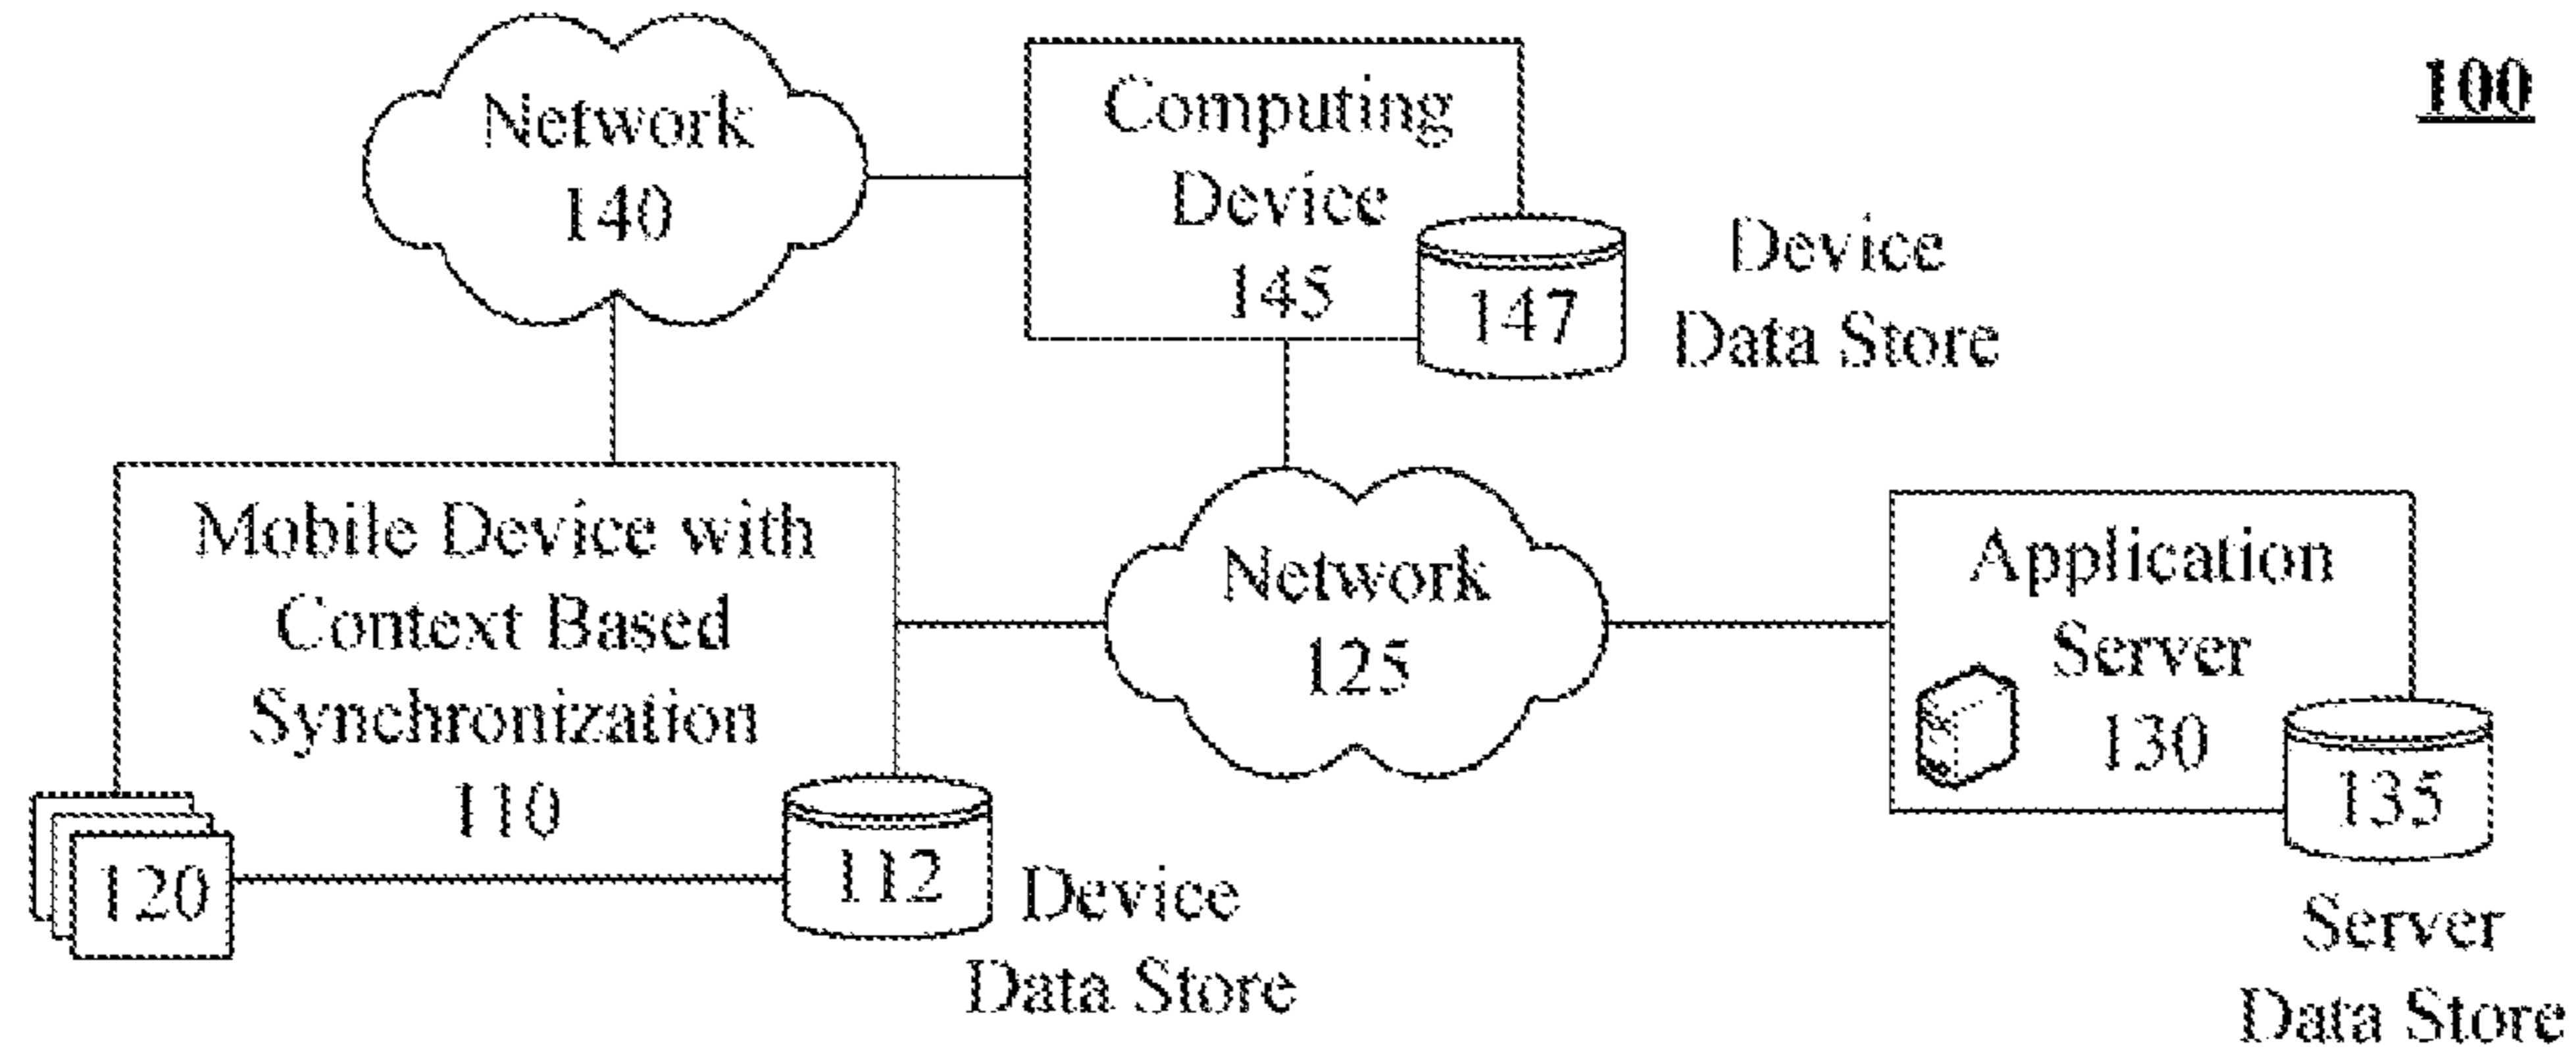 100
Network
140
Computing
Device
145
147
Device
Data Store
Mobile Device with
Context Based
Synchronization
110
120
112
Device
Data Store
Network
125
Application
Server
130
135
Server
Data Store